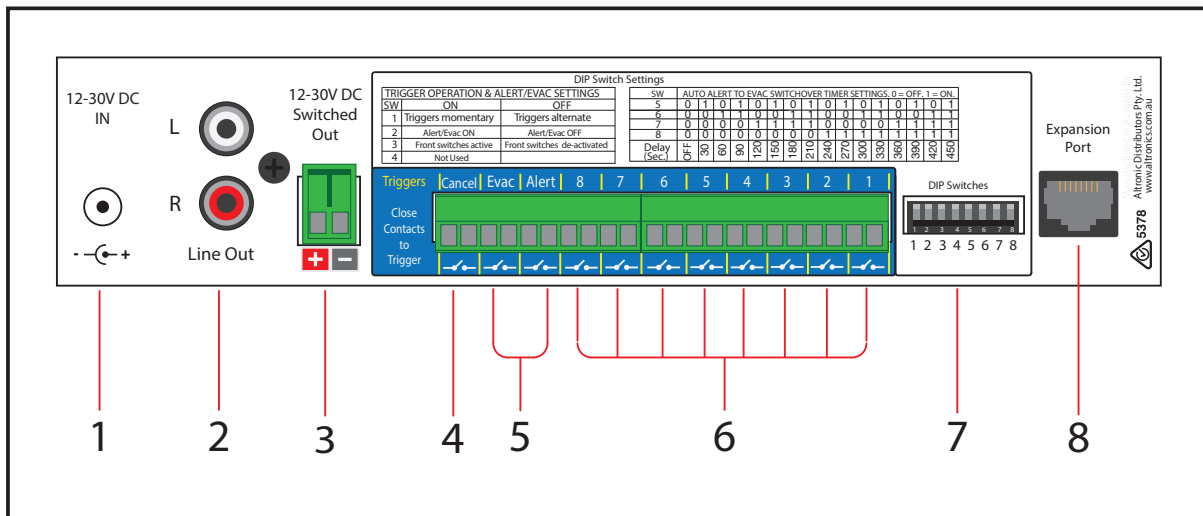 12-30V DC
IN
L
R
Line Out
- +
12-30V DC
Switched
Out
+ -
DIP Switch Settings
TRIGGER OPERATION & ALERT/EVAC SETTINGS
SW ON OFF
1 Triggers momentary Triggers alternate
2 Alert/Evac ON Alert/Evac OFF
3 Front switches active Front switches de-activated
4 Not Used
SW AUTO ALERT TO EVAC SWITCHOVER TIMER SETTINGS. 0 = OFF. 1 = ON.
5 0 1 0 1 0 1 0 1 0 1 0 1 0 1 0 1
6 0 0 1 1 0 0 1 1 0 0 1 1 0 0 1 1
7 0 0 0 0 1 1 1 1 0 0 0 0 1 1 1 1
8 0 0 0 0 0 0 0 0 1 1 1 1 1 1 1 1
Delay (Sec.) OFF 30 60 90 120 150 180 210 240 270 300 330 360 390 420 450
Triggers Cancel Evac Alert 8 7 6 5 4 3 2 1
Close
Contacts
to
Trigger
DIP Switches
1 2 3 4 5 6 7 8
1 2 3 4 5 6 7 8
Expansion
Port
Altronic Distributors Pty. Ltd.
www.altronics.com.au
5378
1 2 3 4 5 6 7 8